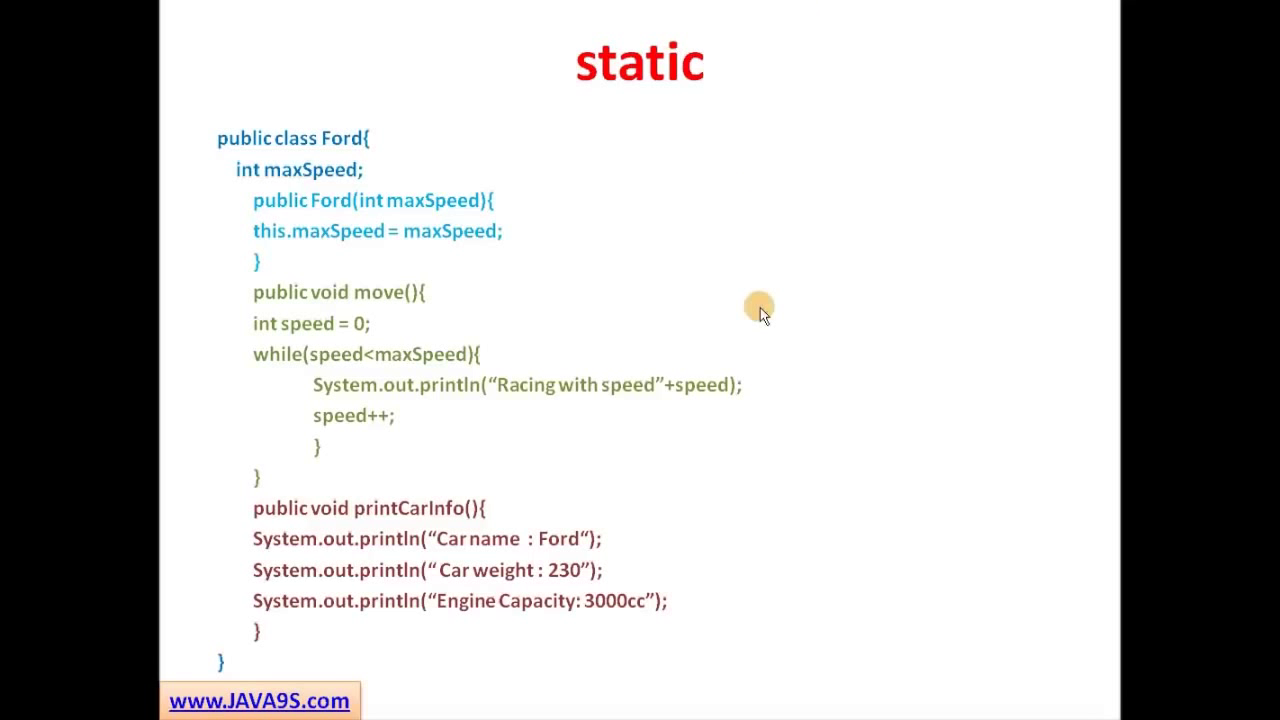 static
public class Ford{
int maxSpeed;
public Ford(int maxSpeed){
this.maxSpeed = maxSpeed;
}
public void move(){
int speed = 0;
while(speed<maxSpeed){
System.out.println(“Racing with speed”+speed);
speed++;
}
}
public void printCarInfo(){
System.out.println(“Car name  : Ford“);
System.out.println(“ Car weight : 230”);
System.out.println(“Engine Capacity: 3000cc”);
}
}
www.JAVA9S.com